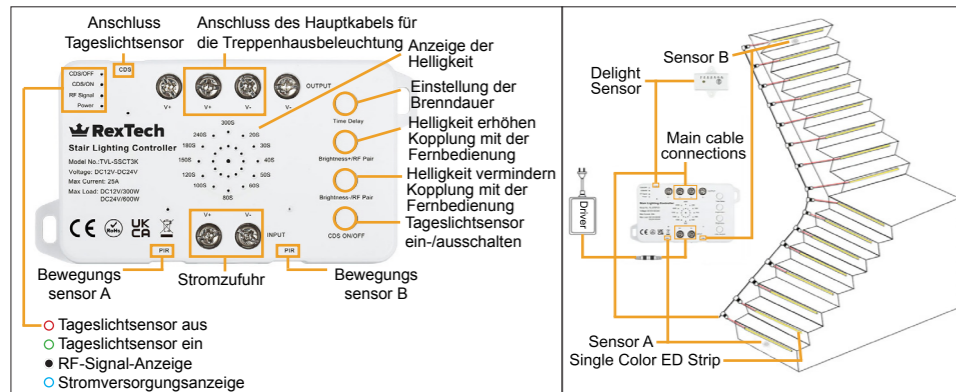 Anschluss
Tageslichtsensor
Anschluss des Hauptkabels für
die Treppenhausbeleuchtung
Anzeige der
Helligkeit
CDS/OFF
CDS/ON
RF Signal
Power
CDS
V+
V+
V-
V-
OUTPUT
Einstellung der
Brenndauer
Time Delay
RexTech
Stair Lighting Controller
Model No.:TVL-SSCT3K
Voltage: DC12V-DC24V
Max Current: 25A
Max Load: DC12V/300W
DC24V/600W
300S
240S
20S
180S
30S
150S
40S
120S
50S
100S
60S
80S
Helligkeit erhöhen
Kopplung mit der
Fernbedienung
Brightness+/RF Pair
Helligkeit vermindern
Kopplung mit der
Fernbedienung
Brightness-/RF Pair
Tageslichtsensor
ein-/ausschalten
CDS ON/OFF
CE
RoHS
UK
CA
V+
V-
INPUT
PIR
PIR
Bewegungs
sensor A
Stromzufuhr
Bewegungs
sensor B
Tageslichtsensor aus
Tageslichtsensor ein
RF-Signal-Anzeige
Stromversorgungsanzeige
Sensor B
Delight
Sensor
Main cable
connections
Driver
Sensor A
Single Color ED Strip